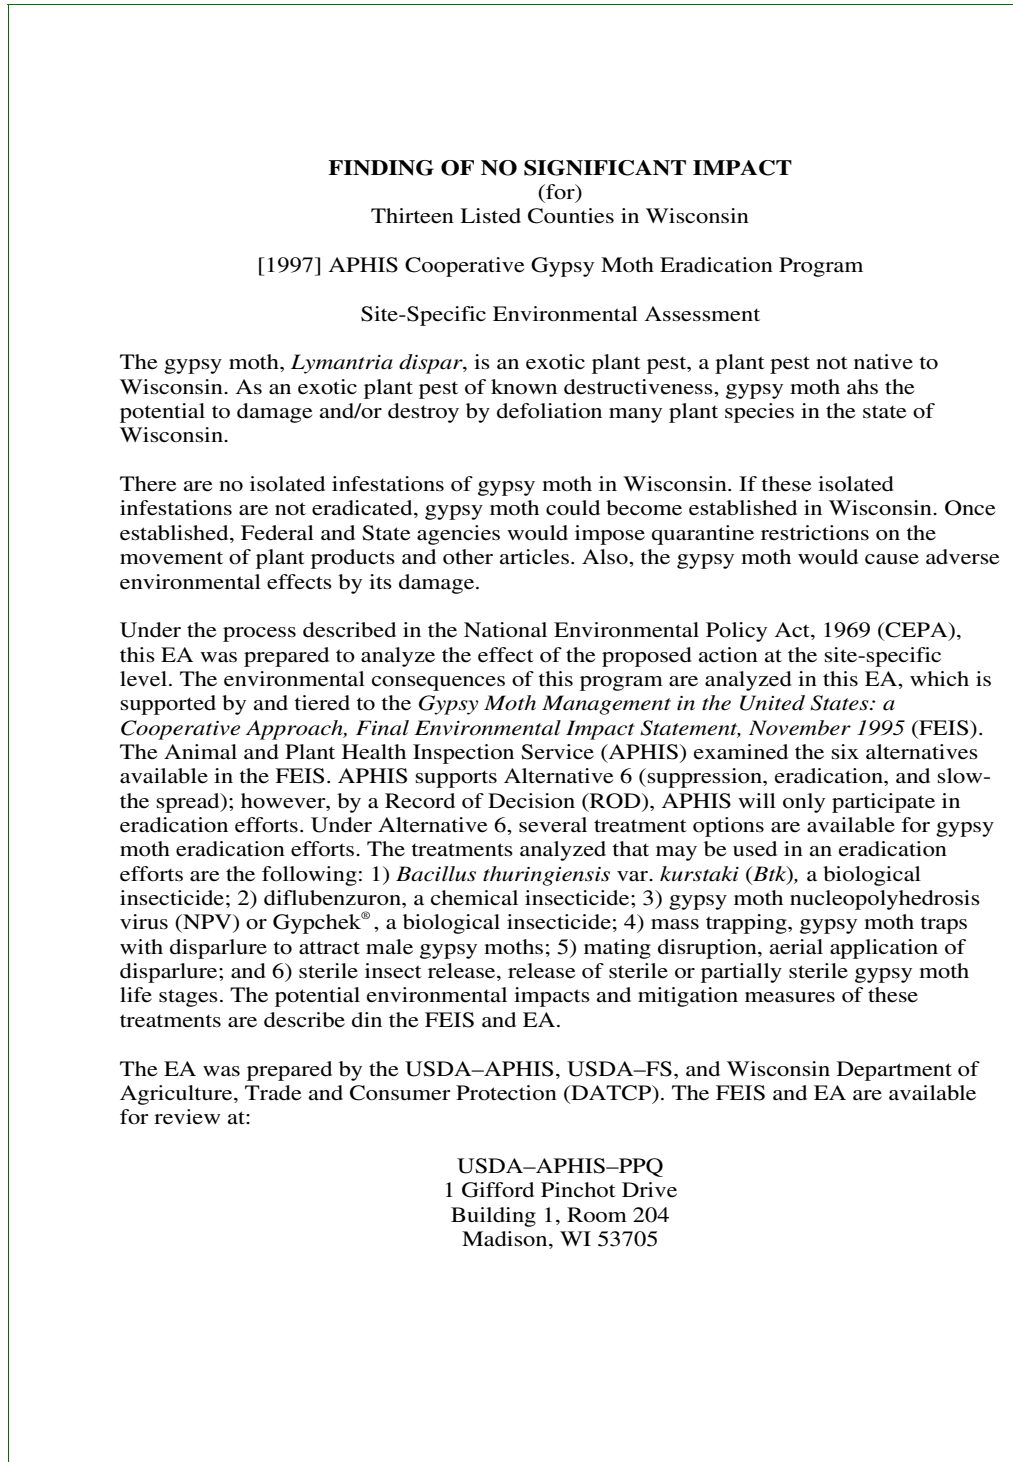 FINDING OF NO SIGNIFICANT IMPACT
(for)
Thirteen Listed Counties in Wisconsin
[1997] APHIS Cooperative Gypsy Moth Eradication Program
Site-Specific Environmental Assessment
The gypsy moth, Lymantria dispar, is an exotic plant pest, a plant pest not native to
Wisconsin. As an exotic plant pest of known destructiveness, gypsy moth ahs the
potential to damage and/or destroy by defoliation many plant species in the state of
Wisconsin.
There are no isolated infestations of gypsy moth in Wisconsin. If these isolated
infestations are not eradicated, gypsy moth could become established in Wisconsin. Once
established, Federal and State agencies would impose quarantine restrictions on the
movement of plant products and other articles. Also, the gypsy moth would cause adverse
environmental effects by its damage.
Under the process described in the National Environmental Policy Act, 1969 (CEPA),
this EA was prepared to analyze the effect of the proposed action at the site-specific
level. The environmental consequences of this program are analyzed in this EA, which is
supported by and tiered to the Gypsy Moth Management in the United States: a
Cooperative Approach, Final Environmental Impact Statement, November 1995 (FEIS).
The Animal and Plant Health Inspection Service (APHIS) examined the six alternatives
available in the FEIS. APHIS supports Alternative 6 (suppression, eradication, and slow-
the spread); however, by a Record of Decision (ROD), APHIS will only participate in
eradication efforts. Under Alternative 6, several treatment options are available for gypsy
moth eradication efforts. The treatments analyzed that may be used in an eradication
efforts are the following: 1) Bacillus thuringiensis var. kurstaki (Btk), a biological
insecticide; 2) diflubenzuron, a chemical insecticide; 3) gypsy moth nucleopolyhedrosis
virus (NPV) or Gypchek®, a biological insecticide; 4) mass trapping, gypsy moth traps
with disparlure to attract male gypsy moths; 5) mating disruption, aerial application of
disparlure; and 6) sterile insect release, release of sterile or partially sterile gypsy moth
life stages. The potential environmental impacts and mitigation measures of these
treatments are describe din the FEIS and EA.
The EA was prepared by the USDA–APHIS, USDA–FS, and Wisconsin Department of
Agriculture, Trade and Consumer Protection (DATCP). The FEIS and EA are available
for review at:
USDA–APHIS–PPQ
1 Gifford Pinchot Drive
Building 1, Room 204
Madison, WI 53705